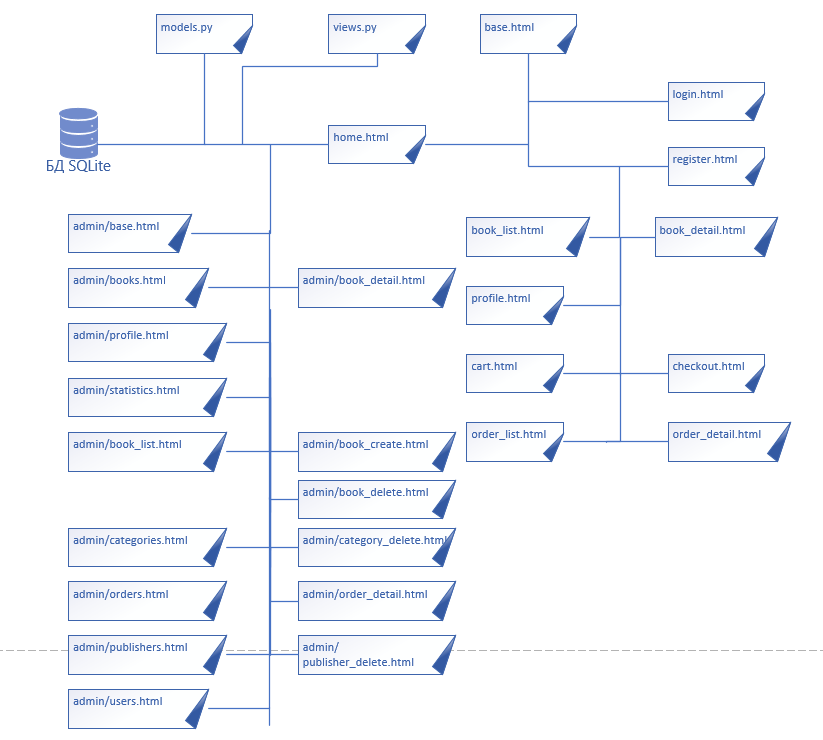 models.py
views.py
base.html
login.html
home.html
register.html
БД SQLite
admin/base.html
book_list.html
book_detail.html
admin/books.html
admin/book_detail.html
profile.html
admin/profile.html
cart.html
checkout.html
admin/statistics.html
order_list.html
order_detail.html
admin/book_list.html
admin/book_create.html
admin/book_delete.html
admin/categories.html
admin/category_delete.html
admin/orders.html
admin/order_detail.html
admin/publishers.html
admin/
publisher_delete.html
admin/users.html